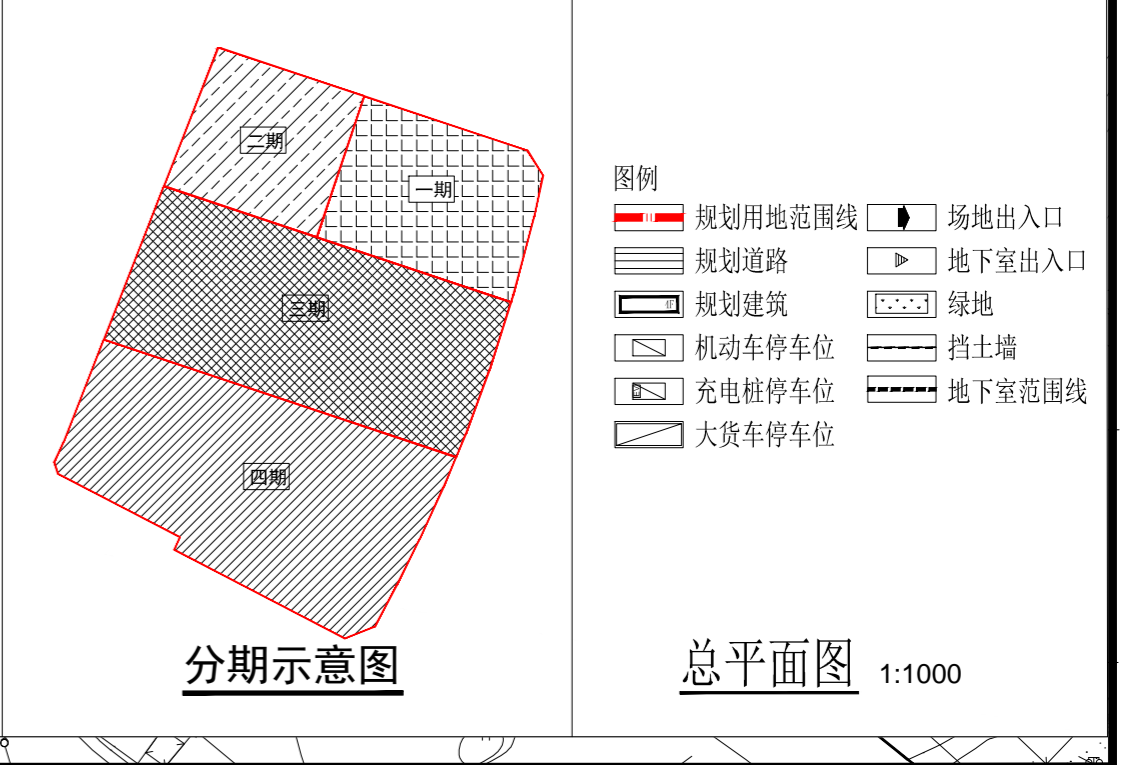 二期
一期
三期
四期
分期示意图
图例
规划用地范围线
场地出入口
规划道路
地下室出入口
规划建筑
绿地
机动车停车位
挡土墙
充电桩停车位
地下室范围线
大货车停车位
总平面图 1:1000